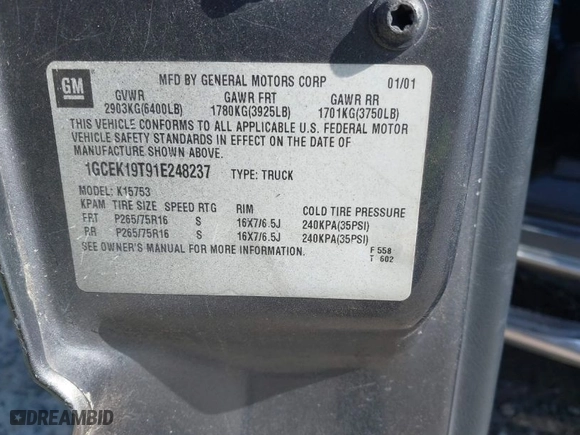 GM
MFD BY GENERAL MOTORS CORP 01/01
GVWR GAWR FRT GAWR RR
2903KG(6400LB) 1780KG(3925LB) 1701KG(3750LB)
THIS VEHICLE CONFORMS TO ALL APPLICABLE U.S. FEDERAL MOTOR
VEHICLE SAFETY STANDARDS IN EFFECT ON THE DATE OF
MANUFACTURE SHOWN ABOVE.
1GCEK19T91E248237 TYPE: TRUCK
MODEL: K15753
KPAM TIRE SIZE SPEED RTG RIM COLD TIRE PRESSURE
FRT P265/75R16 S 16X7/6.5J 240KPA(35PSI)
RR P265/75R16 S 16X7/6.5J 240KPA(35PSI)
SEE OWNER'S MANUAL FOR MORE INFORMATION.
F 558
T 602
DREAMBID